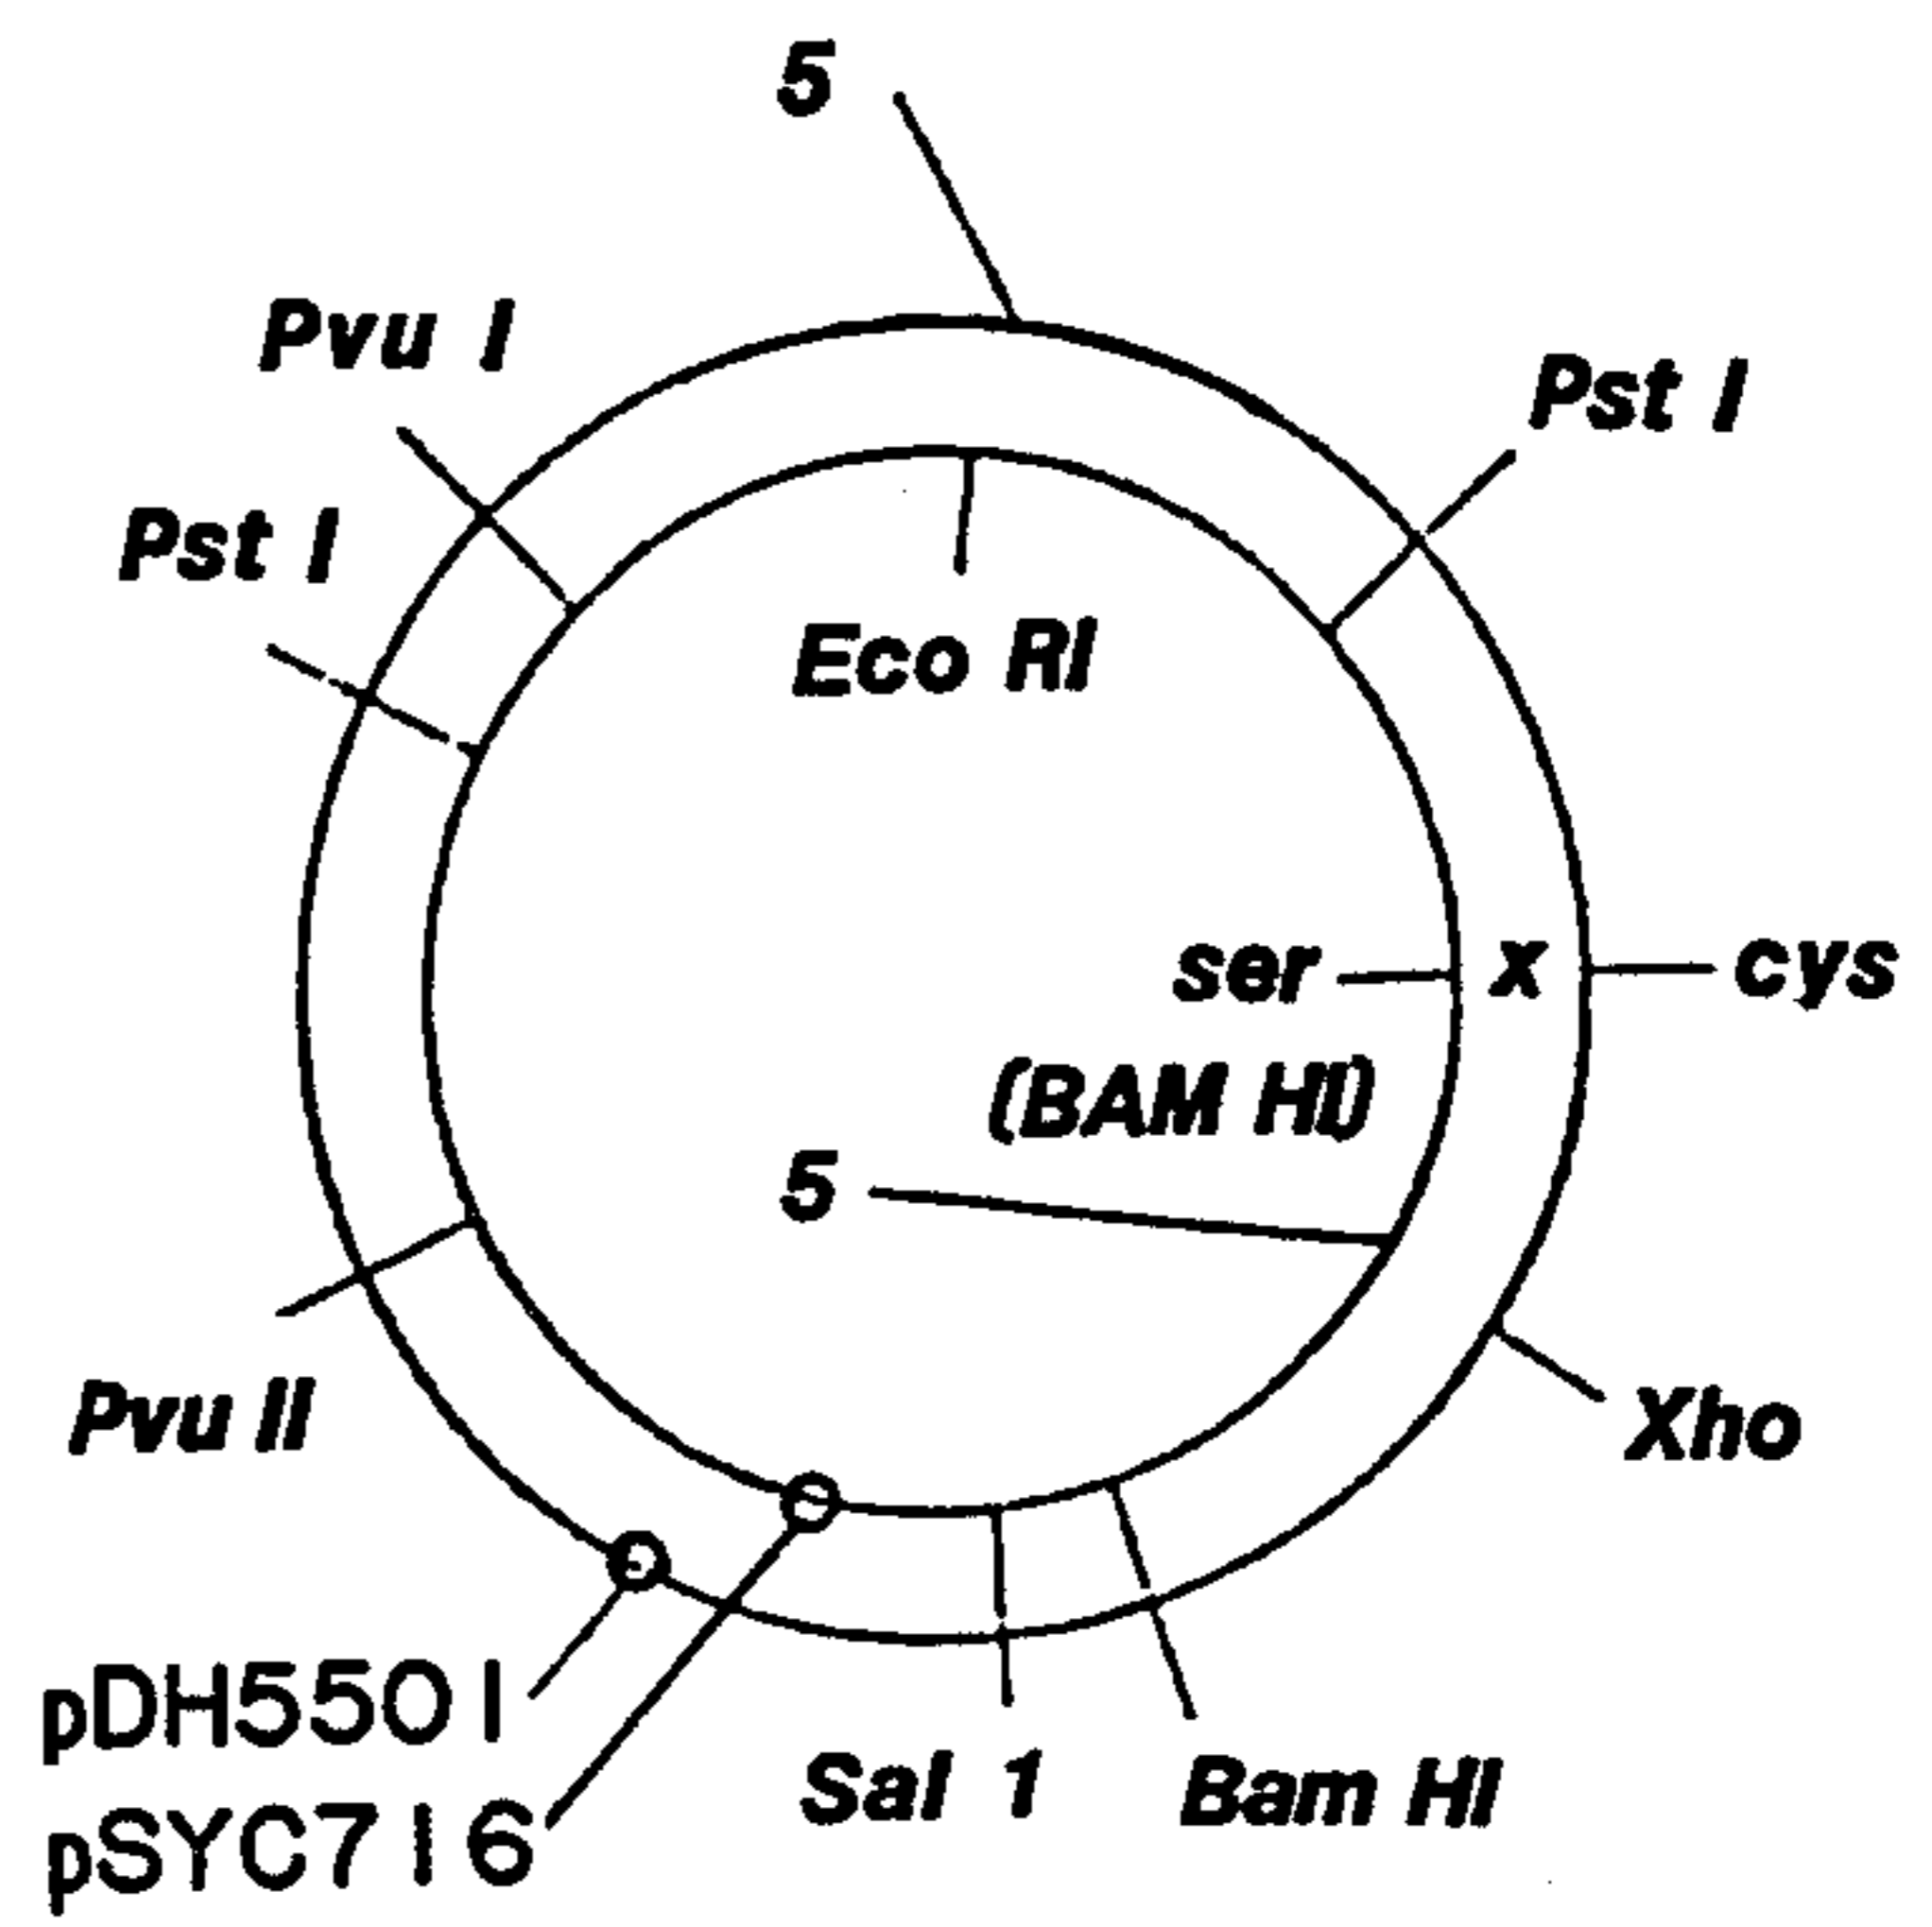 5
Pvu I
Pst I
Pst I
Eco RI
ser
x
cys
(BAM HI)
5
Pvu II
Xho
pDH5501
pSYC716
Sal 1
Bam HI